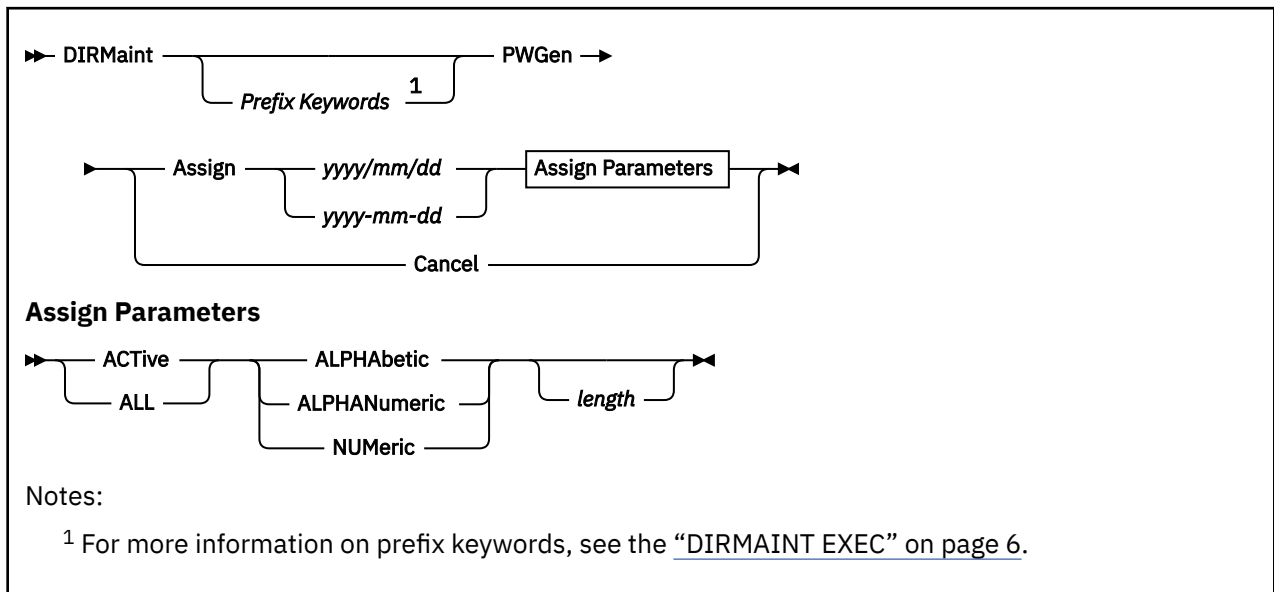 DIRMaint PWGen
Prefix Keywords 1
Assign yyyy/mm/dd Assign Parameters
yyyy-mm-dd
Cancel
Assign Parameters
ACTive ALPHAbetic
ALL ALPHANumeric length
NUMeric
Notes:
1 For more information on prefix keywords, see the “DIRMAINT EXEC” on page 6.